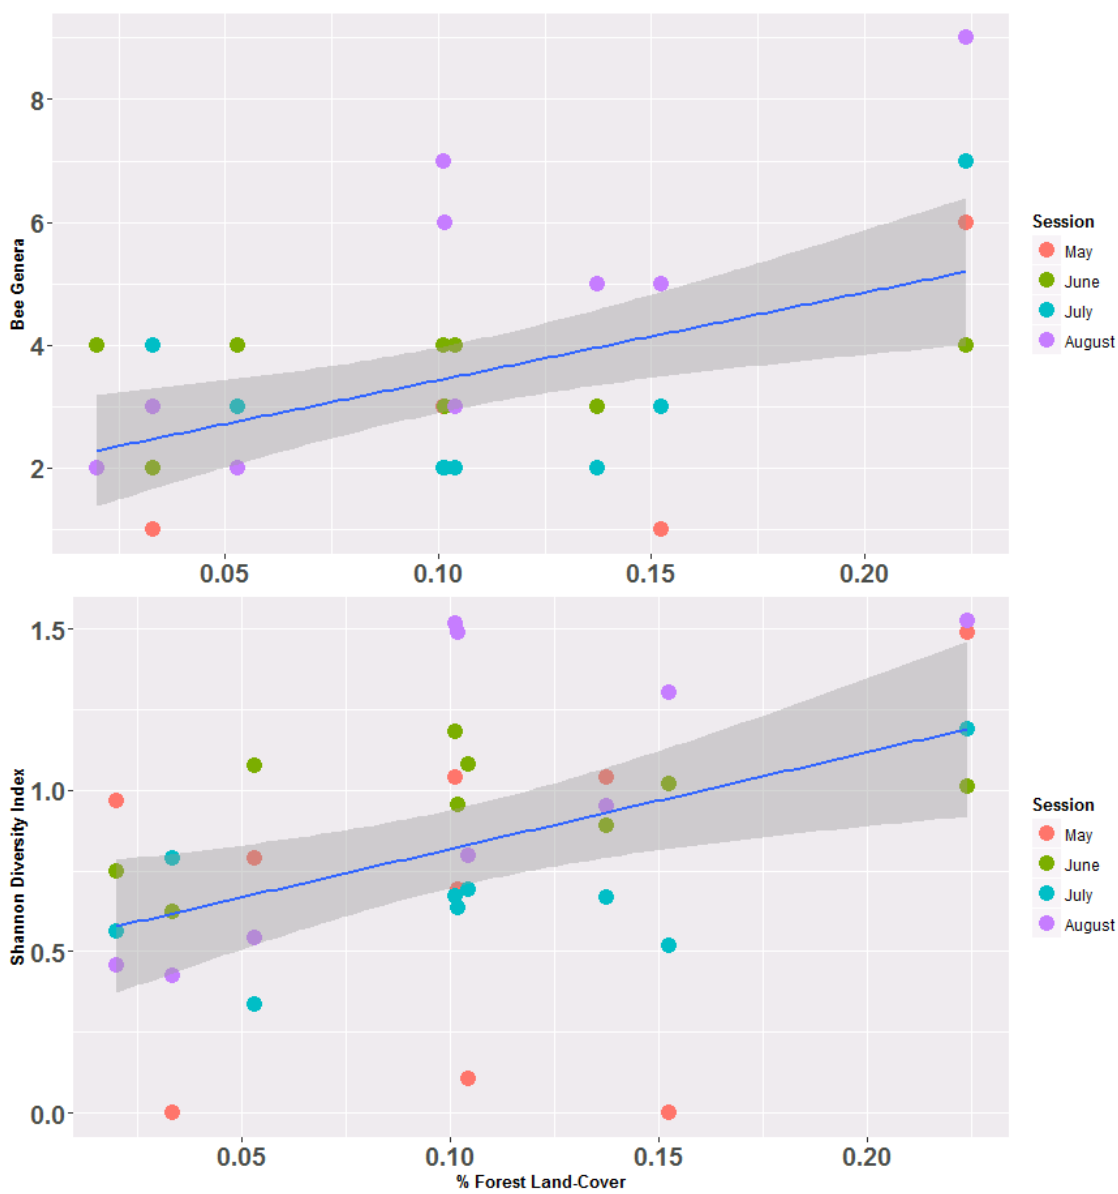 8
6
4
2
Bee Genera
0.05 0.10 0.15 0.20
Session
May
June
July
August
1.5
1.0
0.5
0.0
Shannon Diversity Index
0.05 0.10 0.15 0.20
% Forest Land-Cover
Session
May
June
July
August